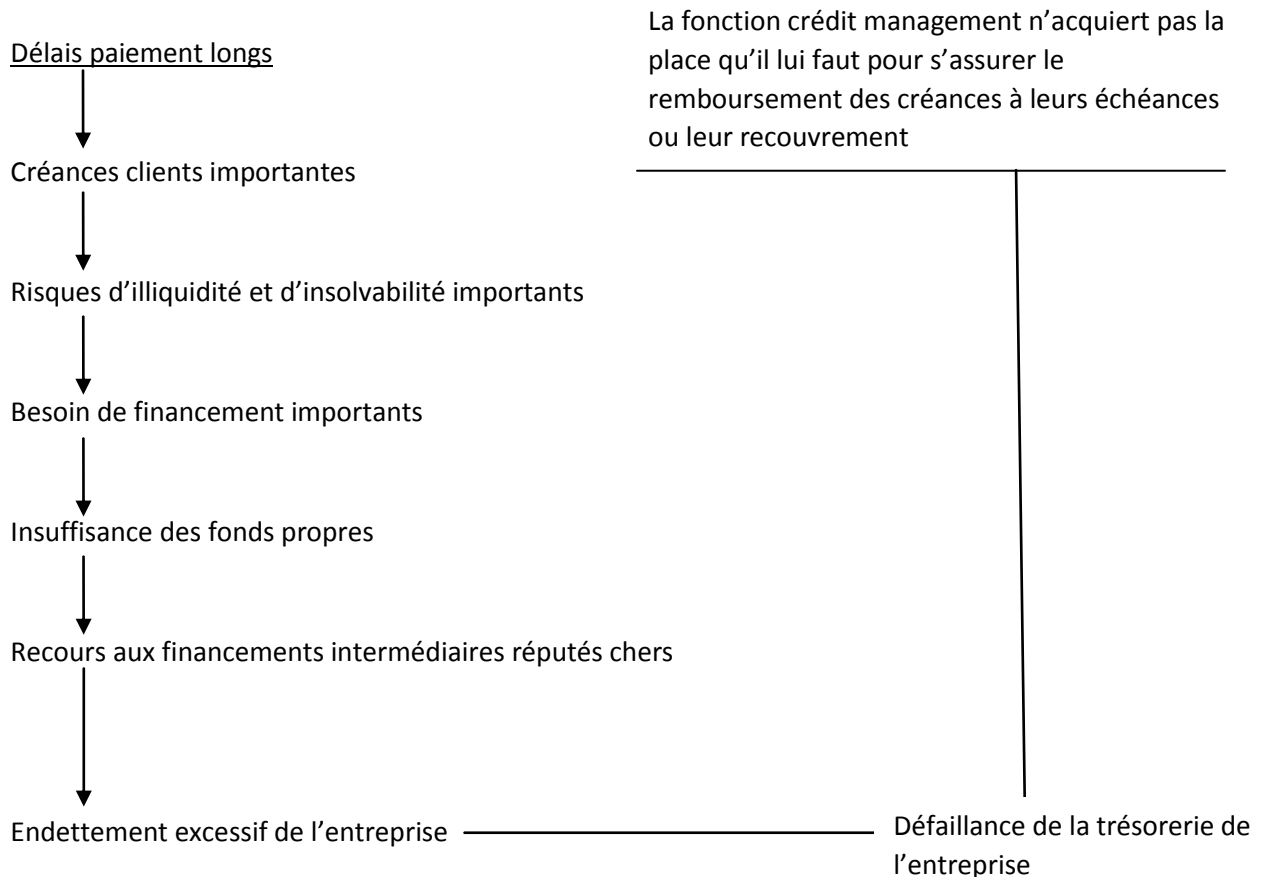 Délais paiement longs
Créances clients importantes
Risques d’illiquidité et d’insolvabilité importants
Besoin de financement importants
Insuffisance des fonds propres
Recours aux financements intermédiaires réputés chers
Endettement excessif de l’entreprise
La fonction crédit management n’acquiert pas la
place qu’il lui faut pour s’assurer le
remboursement des créances à leurs échéances
ou leur recouvrement
Défaillance de la trésorerie de
l’entreprise